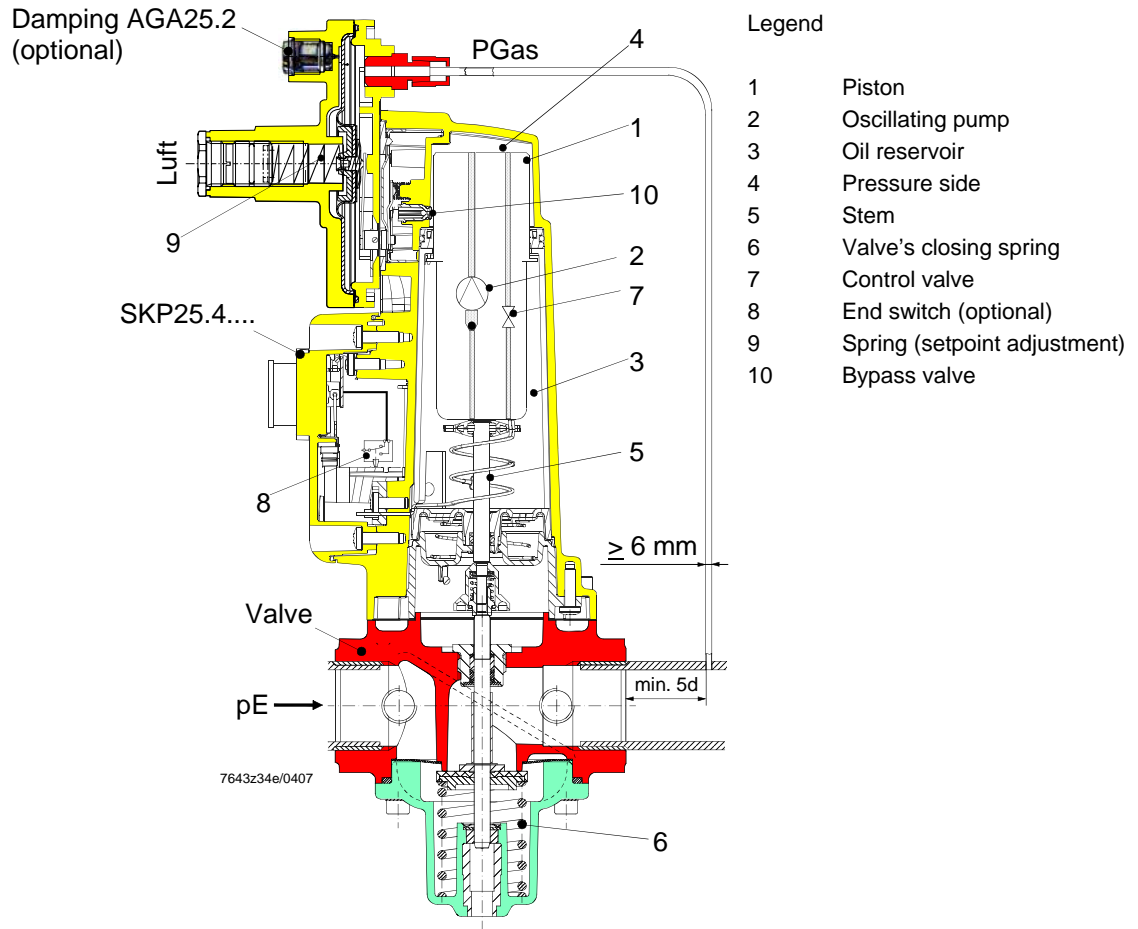 Damping AGA25.2
(optional)
PGas
4
1
Luft
10
9
2
7
SKP25.4....
3
5
8
≥ 6 mm
Valve
min. 5d
pE
7643z34e/0407
6
Legend
1 Piston
2 Oscillating pump
3 Oil reservoir
4 Pressure side
5 Stem
6 Valve's closing spring
7 Control valve
8 End switch (optional)
9 Spring (setpoint adjustment)
10 Bypass valve